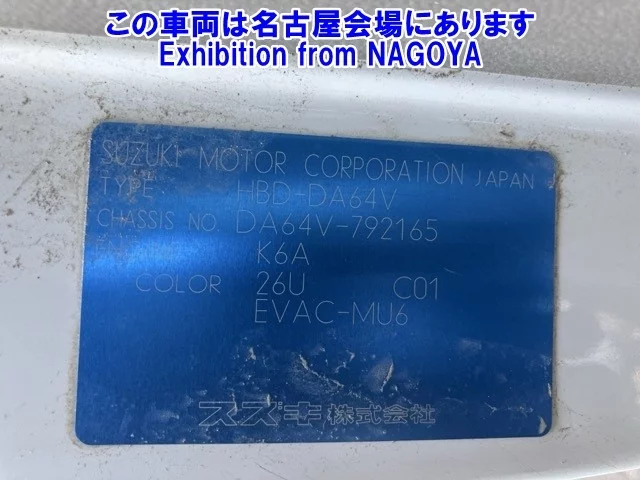 この車両は名古屋会場にあります
Exhibition from NAGOYA
SUZUKI MOTOR CORPORATION JAPAN
TYPE HBD-DA64V
CHASSIS NO. DA64V-792165
ENGINE K6A
COLOR 26U C01
EVAC-MU6
スズキ株式会社